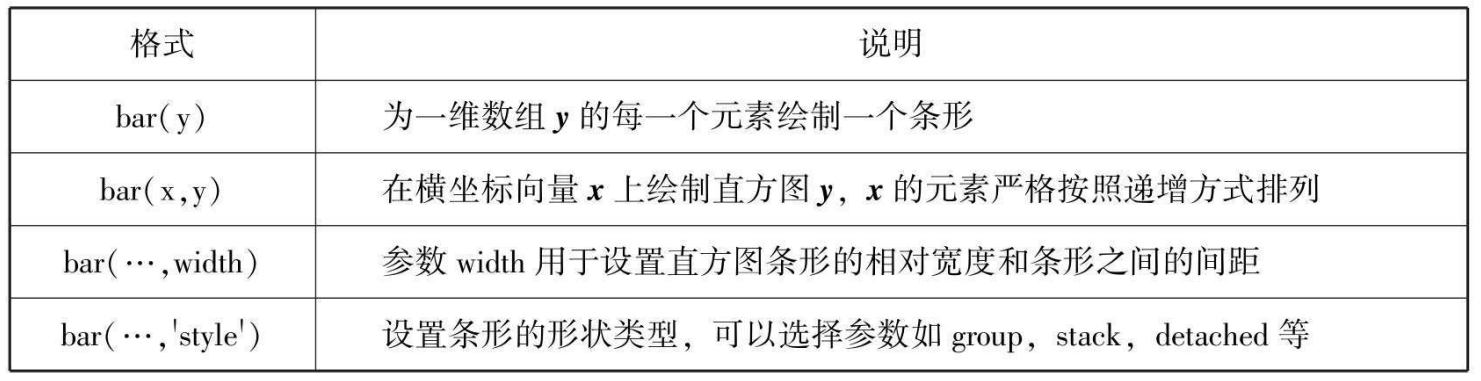 格式 说明
bar(y) 为一维数组 y 的每一个元素绘制一个条形
bar(x,y) 在横坐标向量 x 上绘制直方图 y，x 的元素严格按照递增方式排列
bar(…,width) 参数 width 用于设置直方图条形的相对宽度和条形之间的间距
bar(…,'style') 设置条形的形状类型，可以选择参数如 group，stack，detached 等